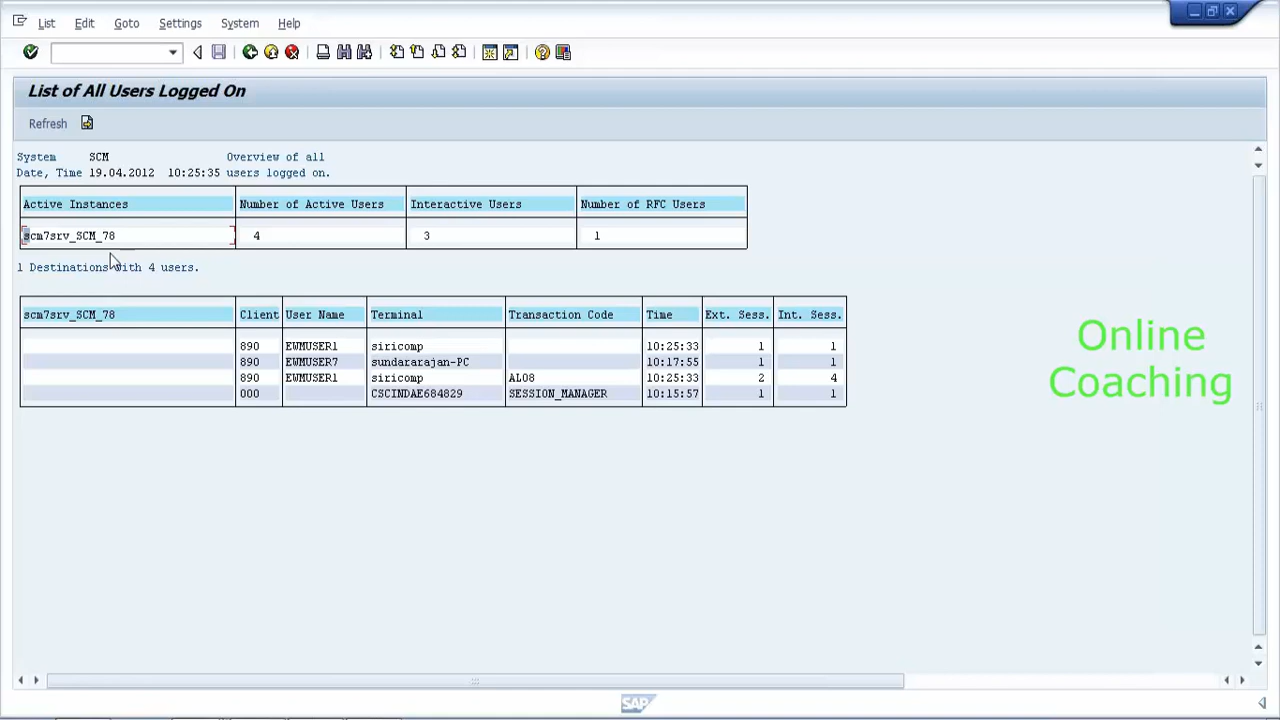 List Edit Goto Settings System Help
List of All Users Logged On
Refresh
System SCM Overview of all
Date, Time 19.04.2012 10:25:35 users logged on.
Active Instances Number of Active Users Interactive Users Number of RFC Users
scm7srv_SCM_78 4 3 1
1 Destinations with 4 users.
scm7srv_SCM_78 Client User Name Terminal Transaction Code Time Ext. Sess. Int. Sess.
890 EWMUSER1 siricomp 10:25:33 1 1
890 EWMUSER7 sundararajan-PC 10:17:55 1 1
890 EWMUSER1 siricomp AL08 10:25:33 2 4
000 CSCINDAE684829 SESSION_MANAGER 10:15:57 1 1
Online
Coaching
SAP